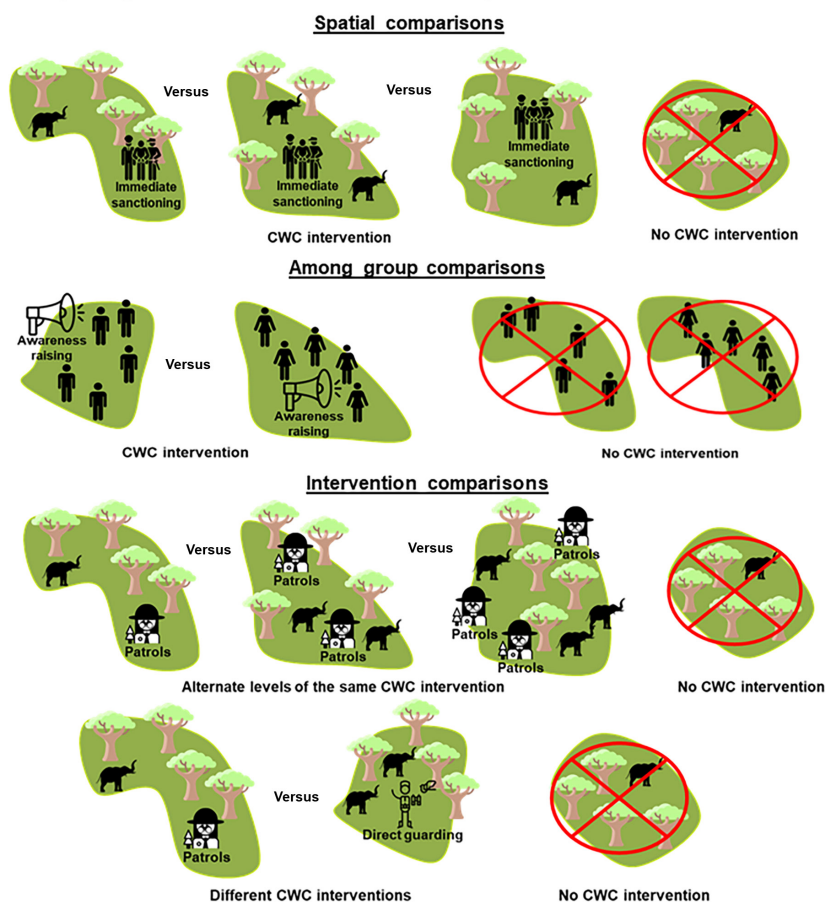 Spatial comparisons
Versus
Versus
Immediate
sanctioning
Immediate
sanctioning
Immediate
sanctioning
CWC intervention
No CWC intervention
Among group comparisons
Awareness
raising
Versus
Awareness
raising
CWC intervention
No CWC intervention
Intervention comparisons
Versus
Versus
Patrols
Patrols
Patrols
Patrols
Patrols
Patrols
Alternate levels of the same CWC intervention
No CWC intervention
Versus
Patrols
Direct guarding
Different CWC interventions
No CWC intervention